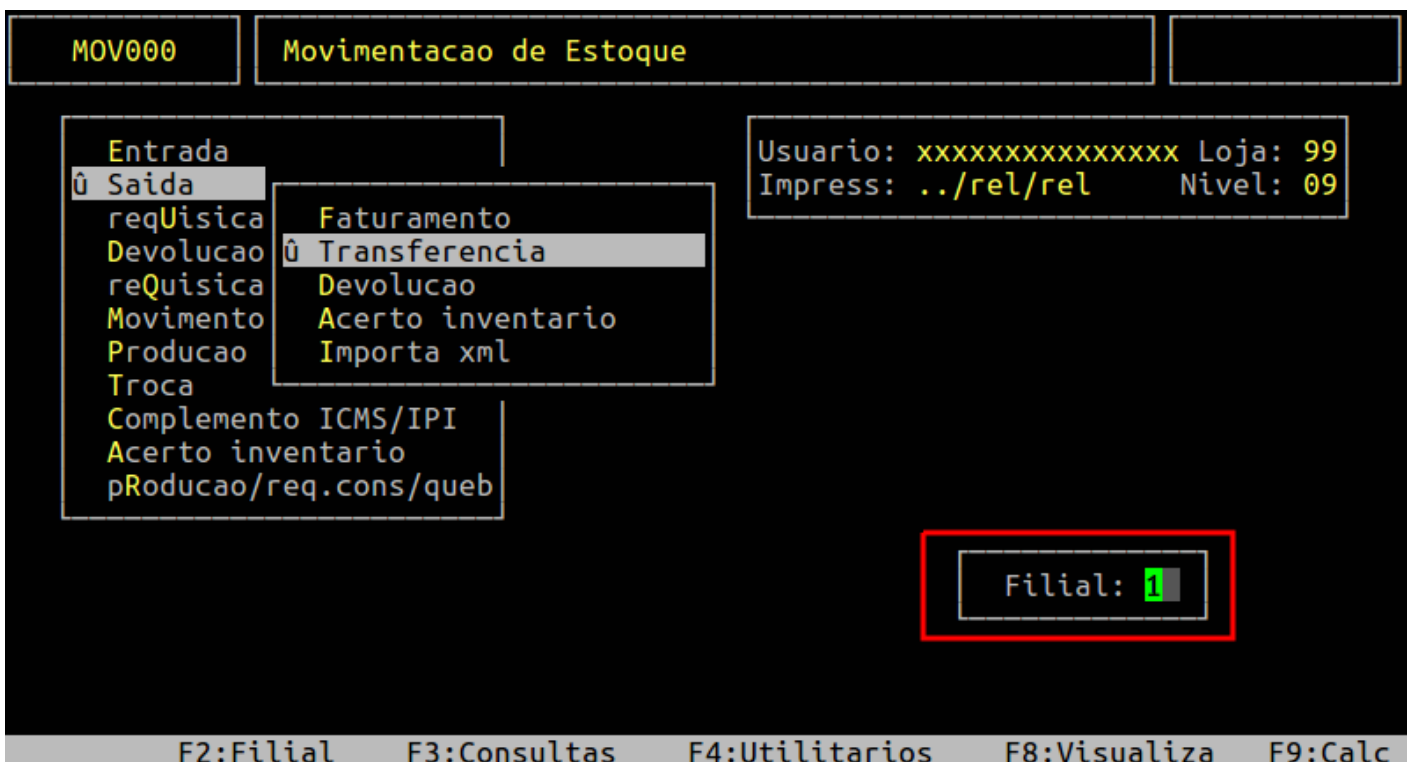 MOV000 Movimentacao de Estoque
Entrada
û Saida
reqUisica
Devolucao
reQuisica
Movimento
Producao
Troca
Complemento ICMS/IPI
Acerto inventario
pRoducao/req.cons/queb
Faturamento
û Transferencia
Devolucao
Acerto inventario
Importa xml
Usuario: xxxxxxxxxxxxxxx Loja: 99
Impress: ../rel/rel Nivel: 09
Filial: 1
F2:Filial F3:Consultas F4:Utilitarios F8:Visualiza F9:Calc